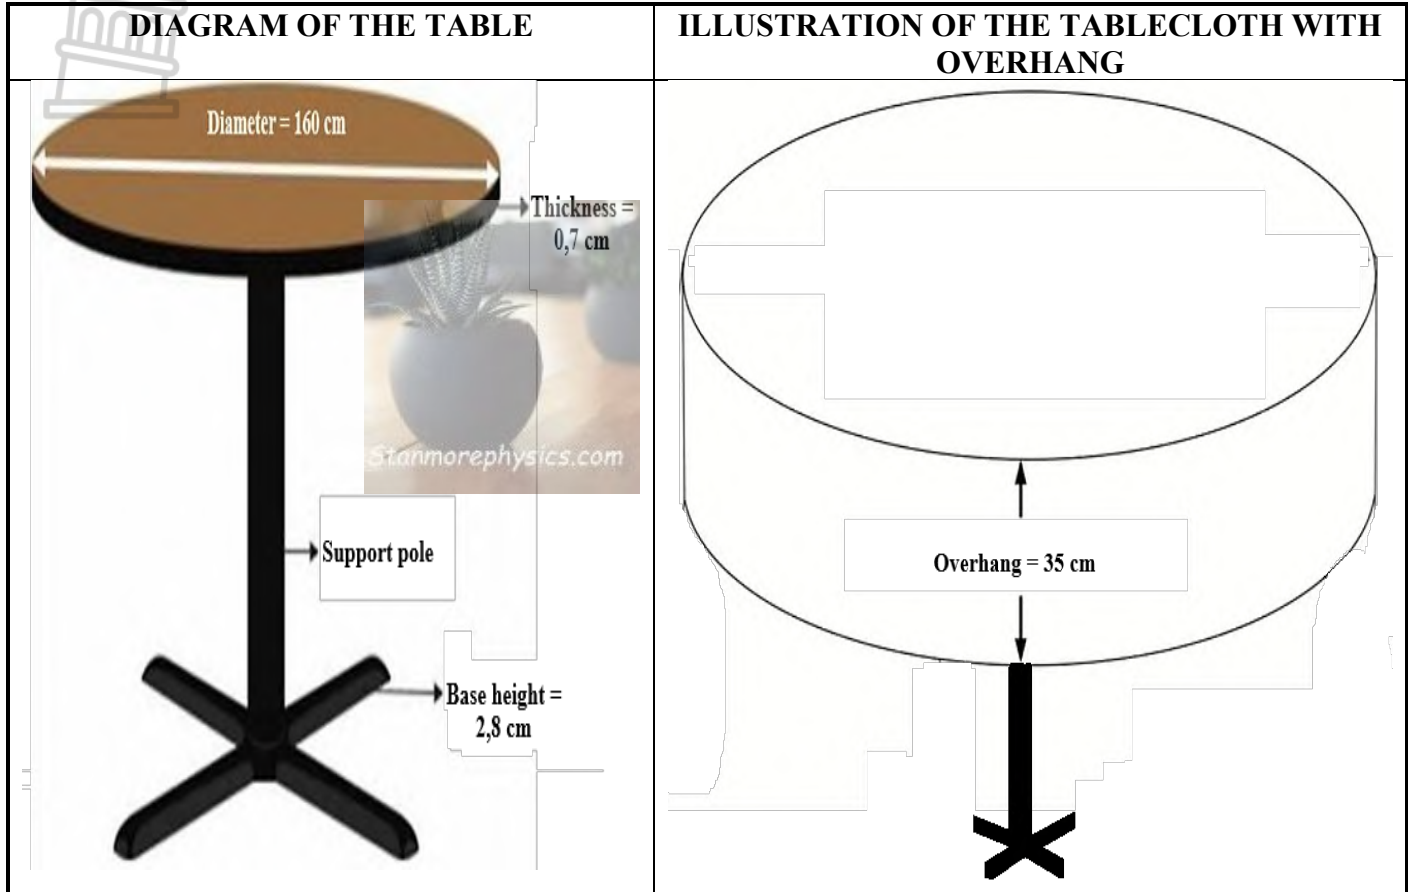 DIAGRAM OF THE TABLE
ILLUSTRATION OF THE TABLECLOTH WITH
OVERHANG
Diameter = 160 cm
Thickness =
0,7 cm
Stanmorephysics.com
Support pole
Base height =
2,8 cm
Overhang = 35 cm